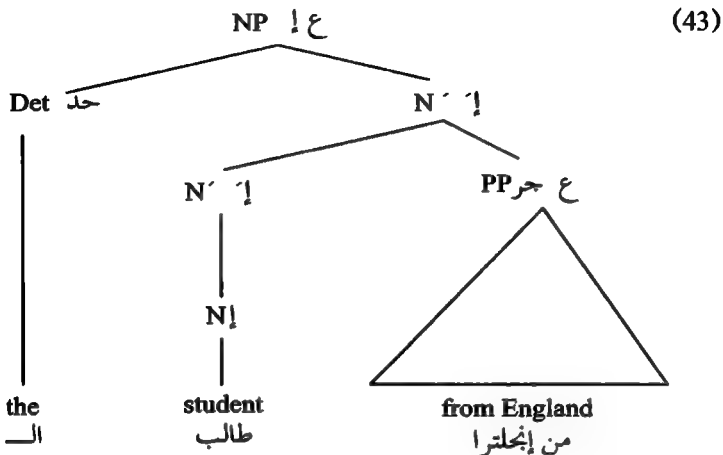 (43)
NP ع إ
Det حد
N´´ إ´´
N´ إ´
PP ع جر
N إ
the student from England
الـ طالب من إنجلترا